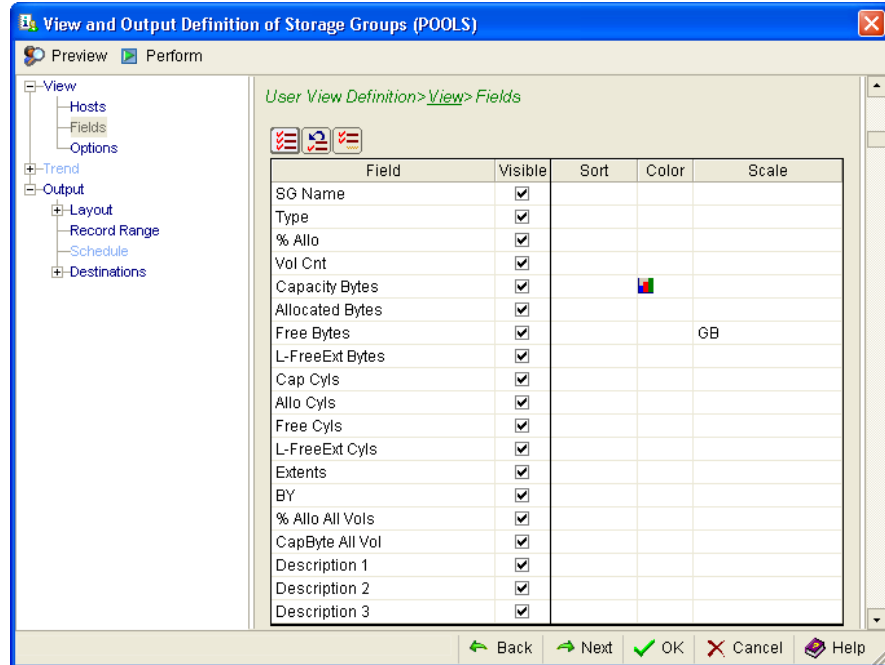 View and Output Definition of Storage Groups (POOLS)
Preview Perform
View
Hosts
Fields
Options
Trend
Output
Layout
Record Range
Schedule
Destinations
User View Definition> View> Fields
Field Visible Sort Color Scale
SG Name
Type
% Allo
Vol Cnt
Capacity Bytes
Allocated Bytes
Free Bytes GB
L-FreeExt Bytes
Cap Cyls
Allo Cyls
Free Cyls
L-FreeExt Cyls
Extents
BY
% Allo All Vols
CapByte All Vol
Description 1
Description 2
Description 3
Back Next OK Cancel Help